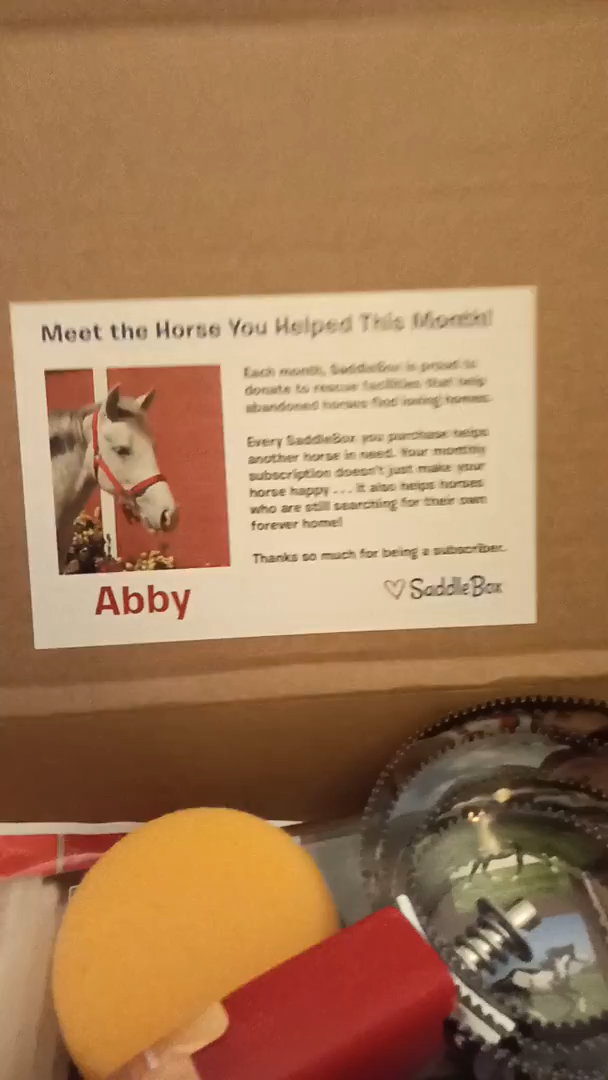 Meet the Horse You Helped This Month!
Each month, SaddleBox is proud to
donate to rescue facilities that help
abandoned horses find loving homes.
Every SaddleBox you purchase helps
another horse in need. Your monthly
subscription doesn't just make your
horse happy . . . it also helps horses
who are still searching for their own
forever home!
Thanks so much for being a subscriber.
Abby
SaddleBox